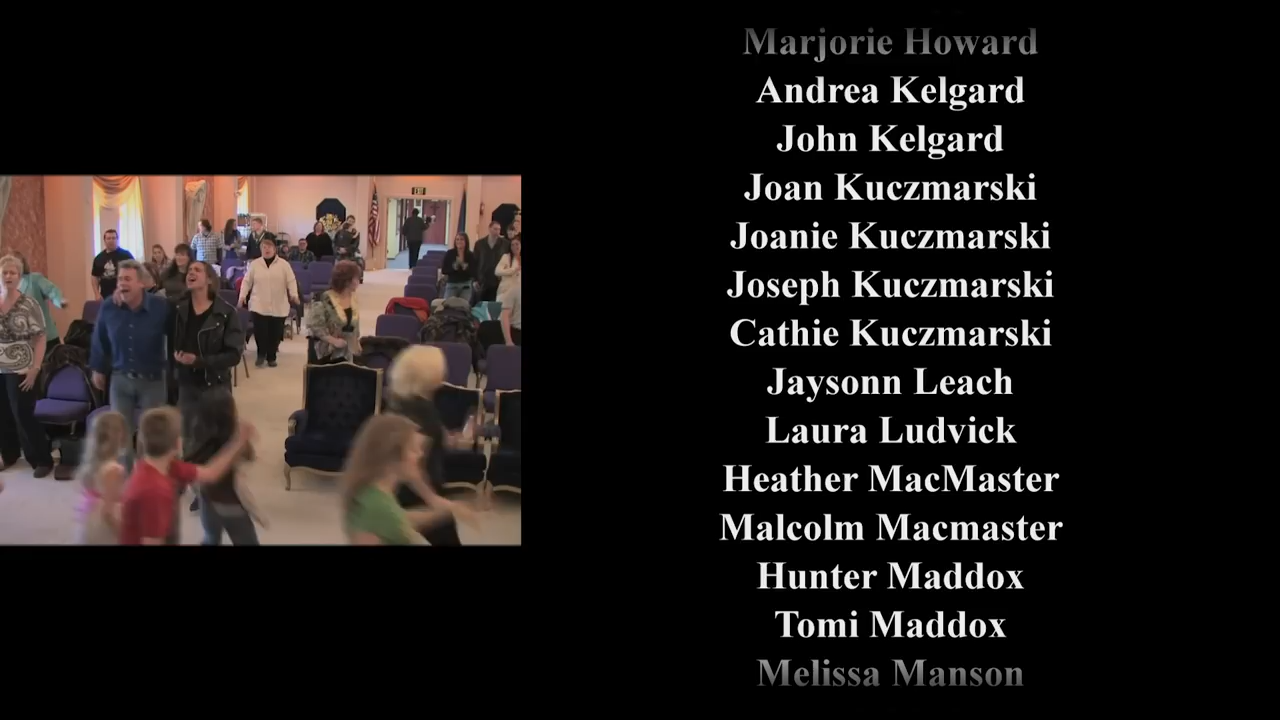 Marjorie Howard
Andrea Kelgard
John Kelgard
Joan Kuczmarski
Joanie Kuczmarski
Joseph Kuczmarski
Cathie Kuczmarski
Jaysonn Leach
Laura Ludvick
Heather MacMaster
Malcolm Macmaster
Hunter Maddox
Tomi Maddox
Melissa Manson